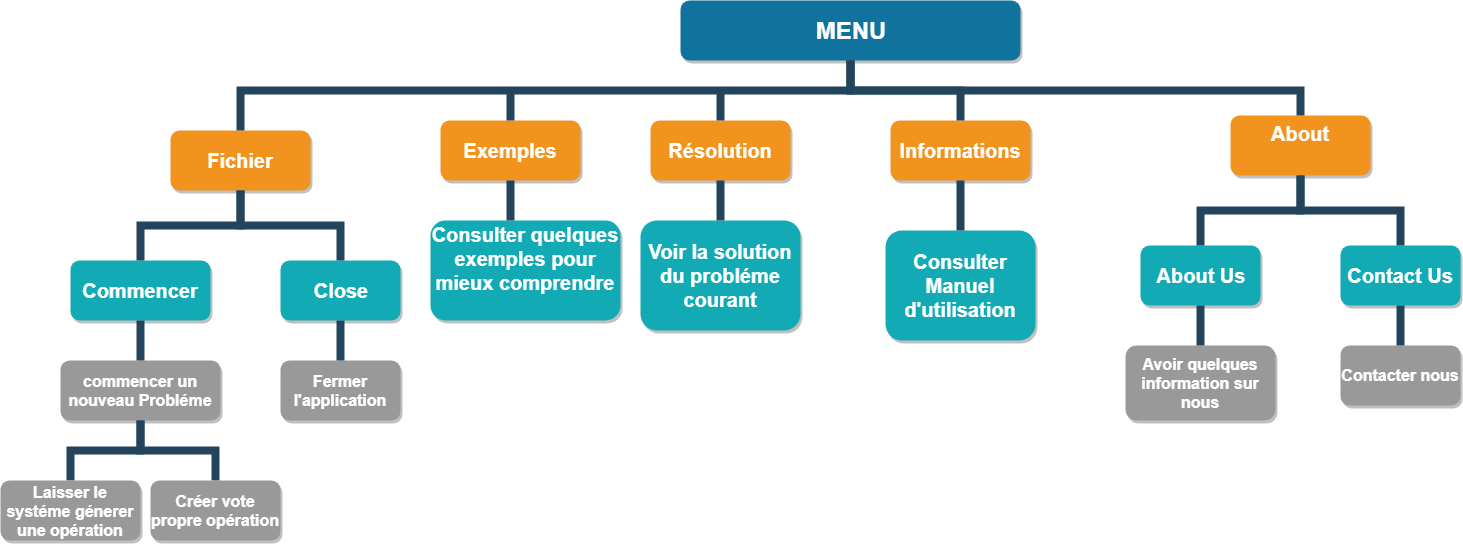 MENU
Fichier
Exemples
Résolution
Informations
About
Consulter quelques
exemples pour
mieux comprendre
Voir la solution
du probléme
courant
Consulter
Manuel
d'utilisation
Commencer
Close
About Us
Contact Us
commencer un
nouveau Probléme
Fermer
l'application
Avoir quelques
information sur
nous
Contacter nous
Laisser le
systéme génerer
une opération
Créer vote
propre opération